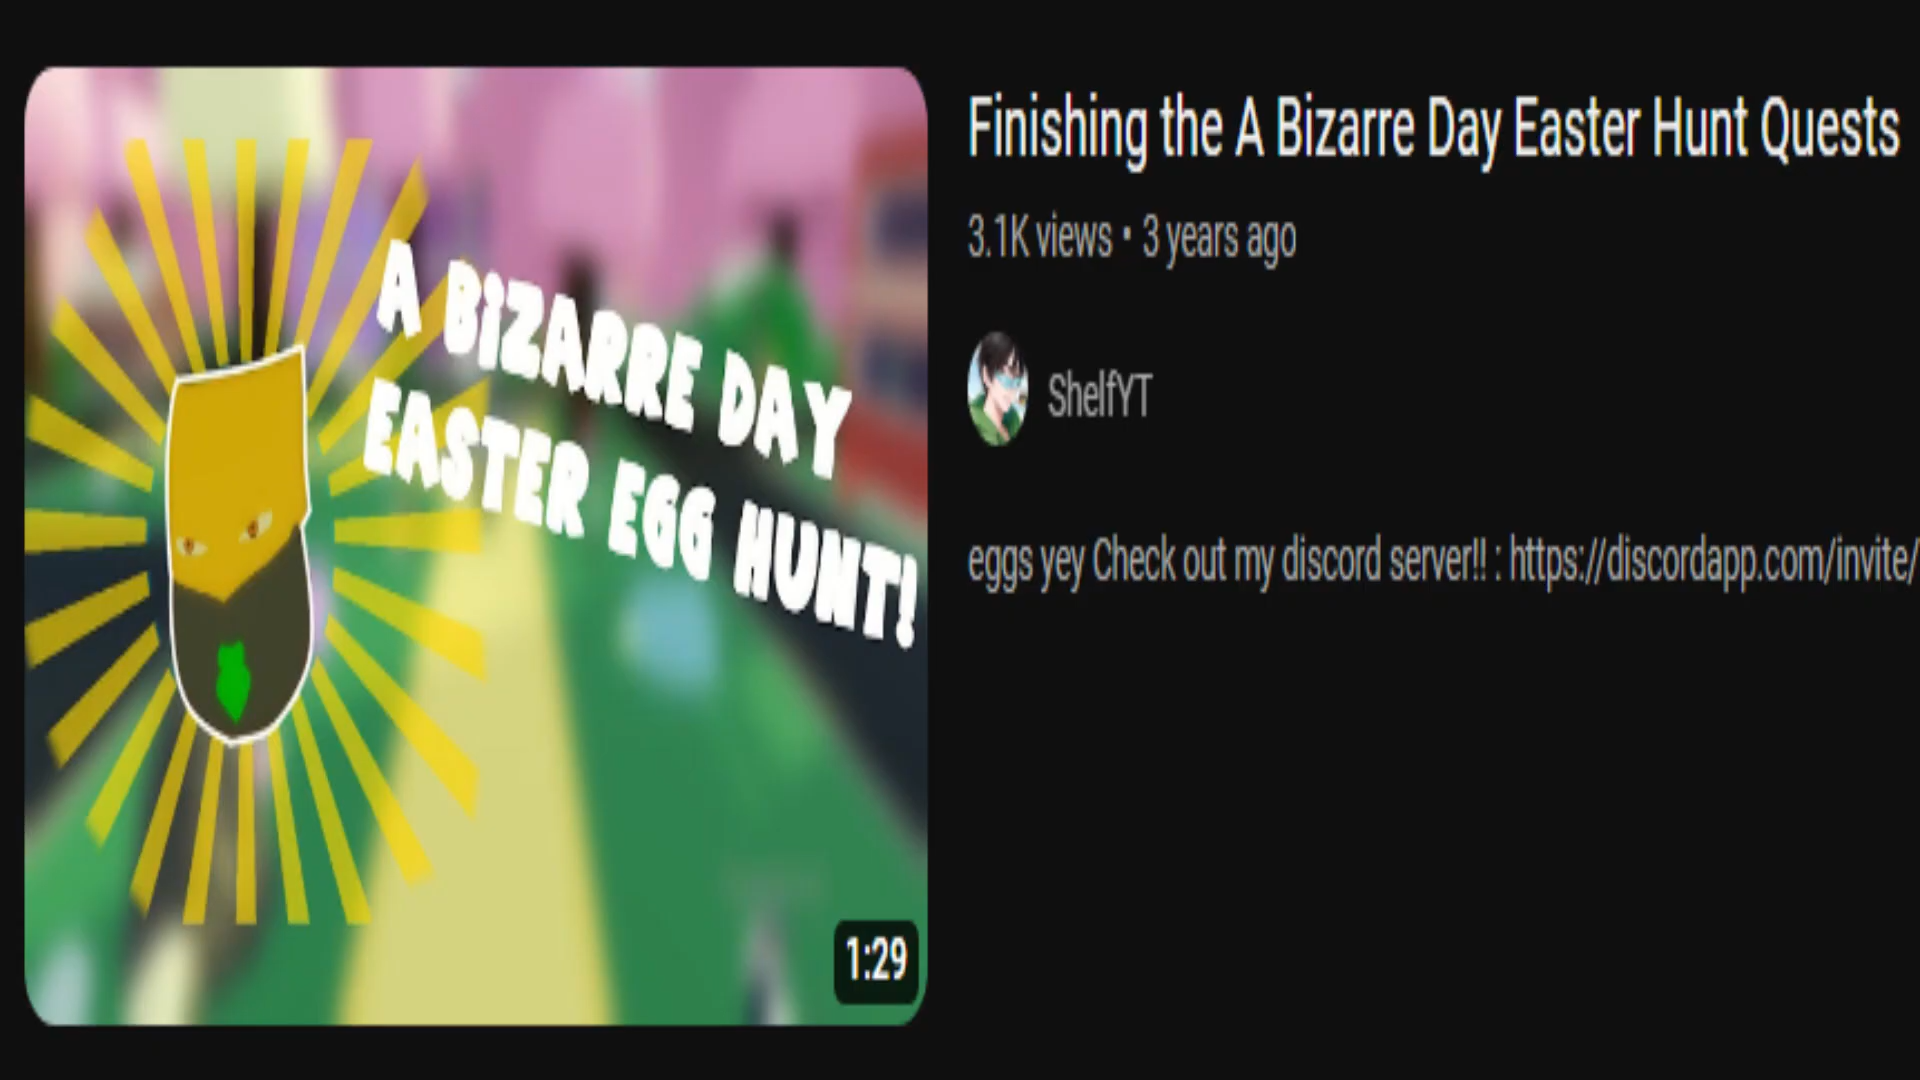 A BIZARRE DAY
EASTER EGG HUNT!
1:29
Finishing the A Bizarre Day Easter Hunt Quests
3.1K views • 3 years ago
ShelfYT
eggs yey Check out my discord server!! : https://discordapp.com/invite/